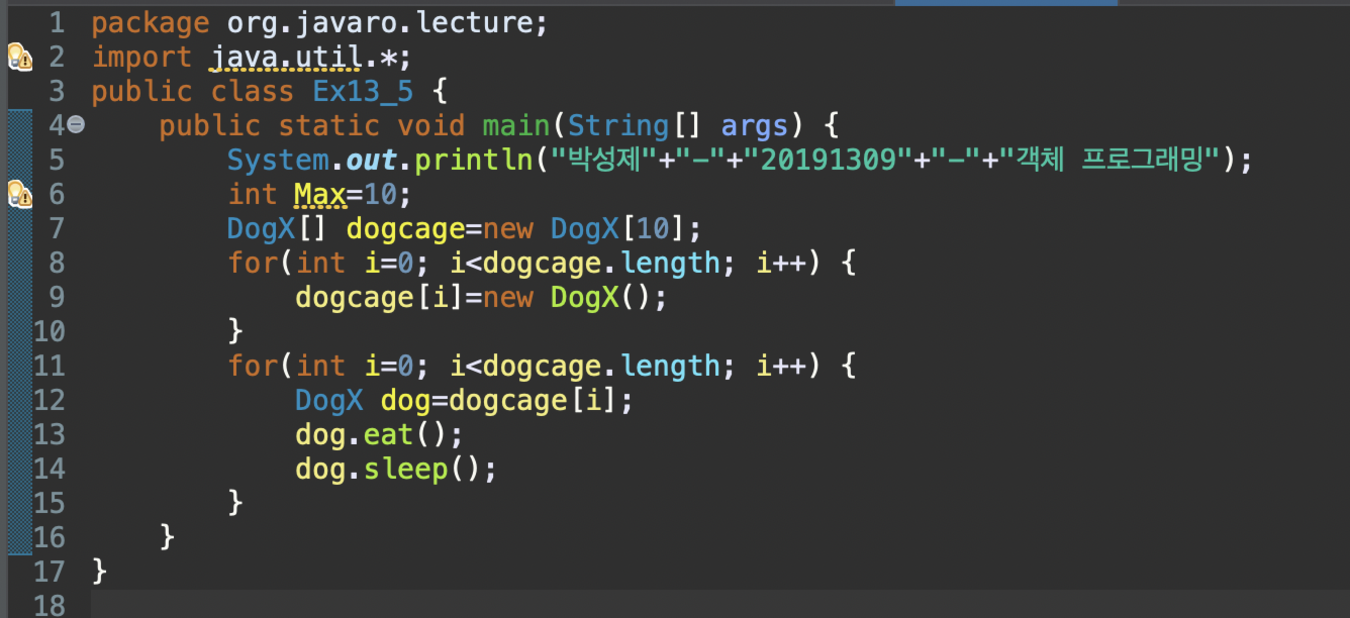 1 package org.javaro.lecture;
2 import java.util.*;
3 public class Ex13_5 {
4 public static void main(String[] args) {
5 System.out.println("박성제"+"-"+"20191309"+"-"+"객체 프로그래밍");
6 int Max=10;
7 DogX[] dogcage=new DogX[10];
8 for(int i=0; i<dogcage.length; i++) {
9 dogcage[i]=new DogX();
10 }
11 for(int i=0; i<dogcage.length; i++) {
12 DogX dog=dogcage[i];
13 dog.eat();
14 dog.sleep();
15 }
16 }
17 }
18